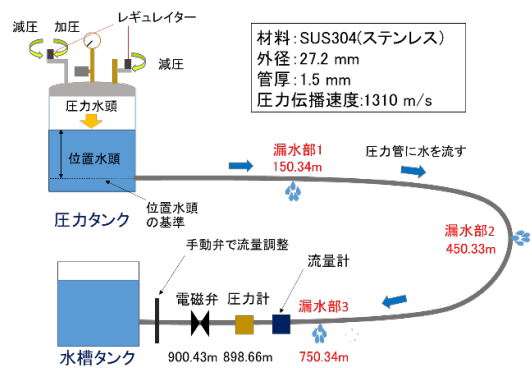 レギュレイター
減圧 加圧
減圧
材料:SUS304(ステンレス)
外径:27.2 mm
管厚:1.5 mm
圧力伝播速度:1310 m/s
圧力水頭
位置水頭
漏水部1
150.34m
圧力管に水を流す
位置水頭
の基準
圧力タンク
漏水部2
450.33m
手動弁で流量調整
電磁弁
圧力計
流量計
漏水部3
水槽タンク
900.43m
898.66m
750.34m